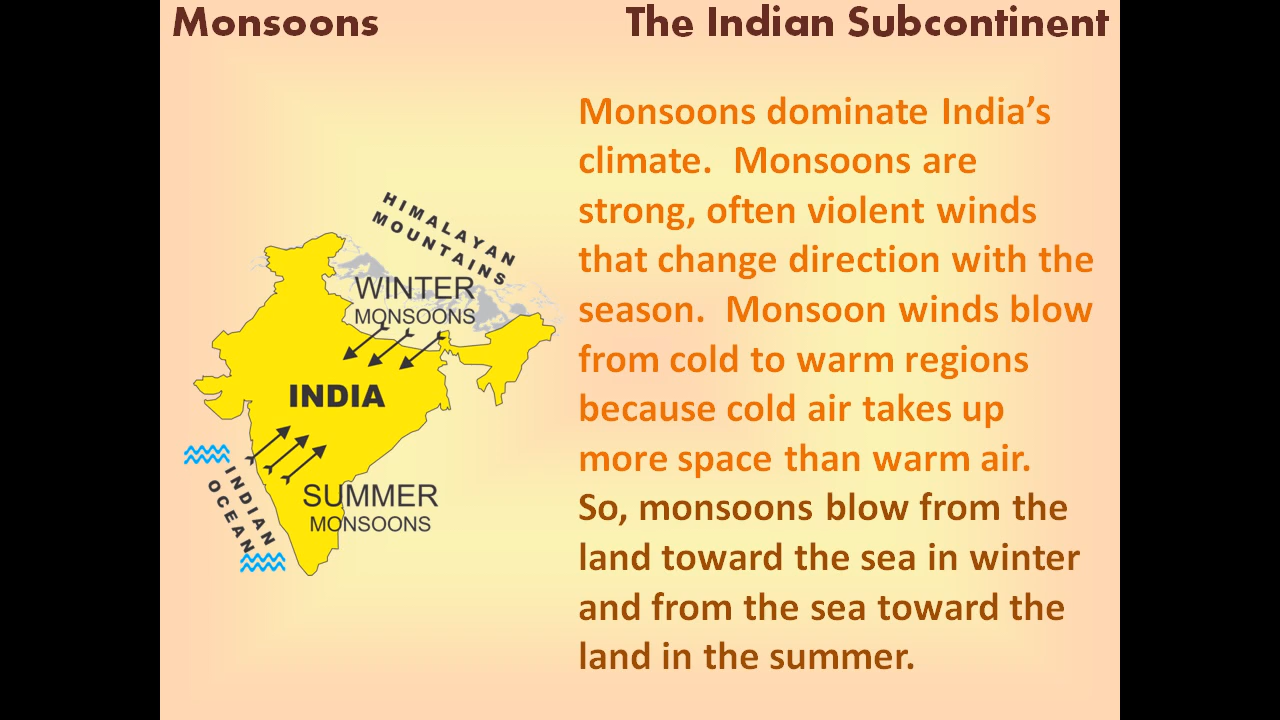 Monsoons
The Indian Subcontinent
HIMALAYAN
MOUNTAINS
WINTER
MONSOONS
INDIA
INDIAN
OCEAN
SUMMER
MONSOONS
Monsoons dominate India’s
climate.  Monsoons are
strong, often violent winds
that change direction with the
season.  Monsoon winds blow
from cold to warm regions
because cold air takes up
more space than warm air.
So, monsoons blow from the
land toward the sea in winter
and from the sea toward the
land in the summer.